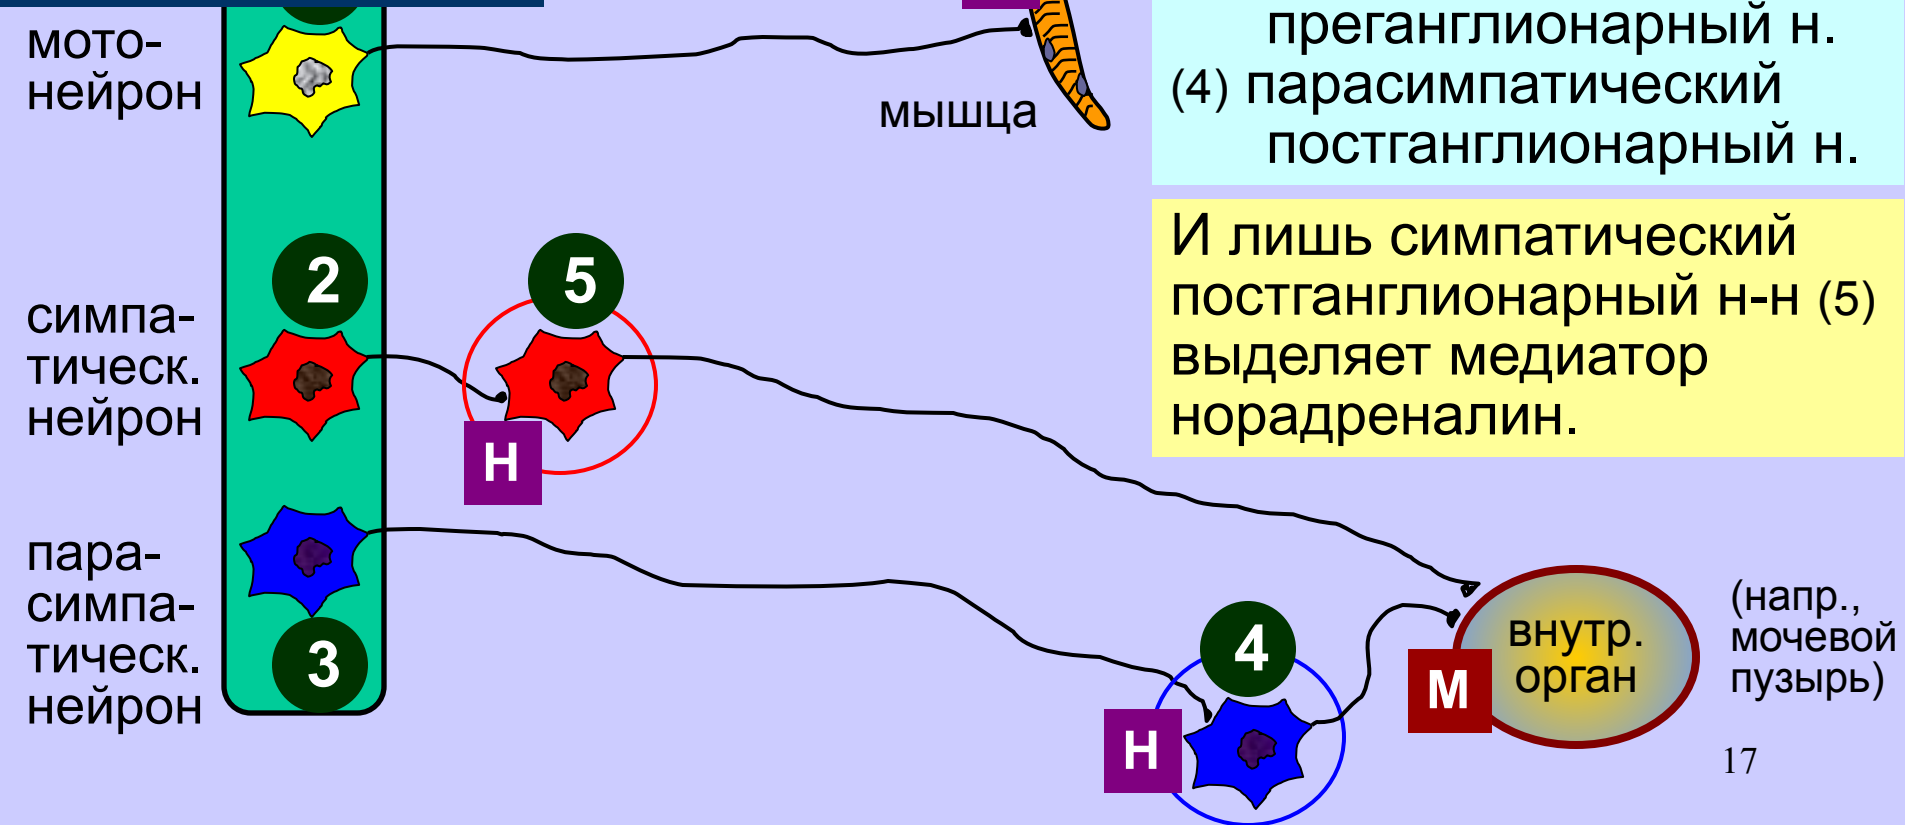 мото-
нейрон
мышца
преганглионарный н.
(4) парасимпатический
постганглионарный н.
И лишь симпатический
постганглионарный н-н (5)
выделяет медиатор
норадреналин.
2
5
симпа-
тическ.
нейрон
Н
пара-
симпа-
тическ.
нейрон
3
4
Н
М
внутр.
орган
(напр.,
мочевой
пузырь)
17